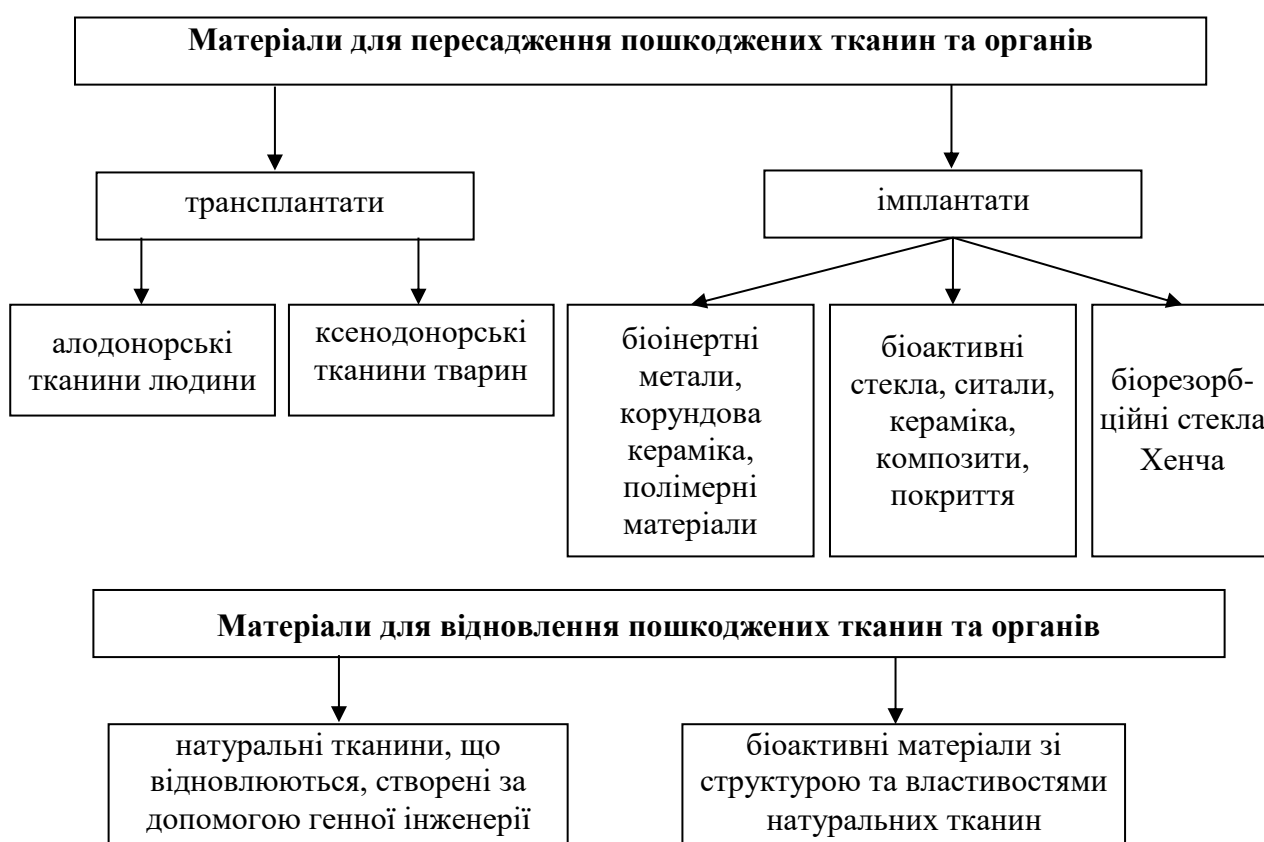 Матеріали для пересадження пошкоджених тканин та органів
трансплантати
імплантати
алодонорські
тканини людини
ксенодонорські
тканини тварин
біоінертні
метали,
корундова
кераміка,
полімерні
матеріали
біоактивні
стекла, ситали,
кераміка,
композити,
покриття
біорезорб-
ційні стекла
Хенча
Матеріали для відновлення пошкоджених тканин та органів
натуральні тканини, що
відновлюються, створені за
допомогою генної інженерії
біоактивні матеріали зі
структурою та властивостями
натуральних тканин